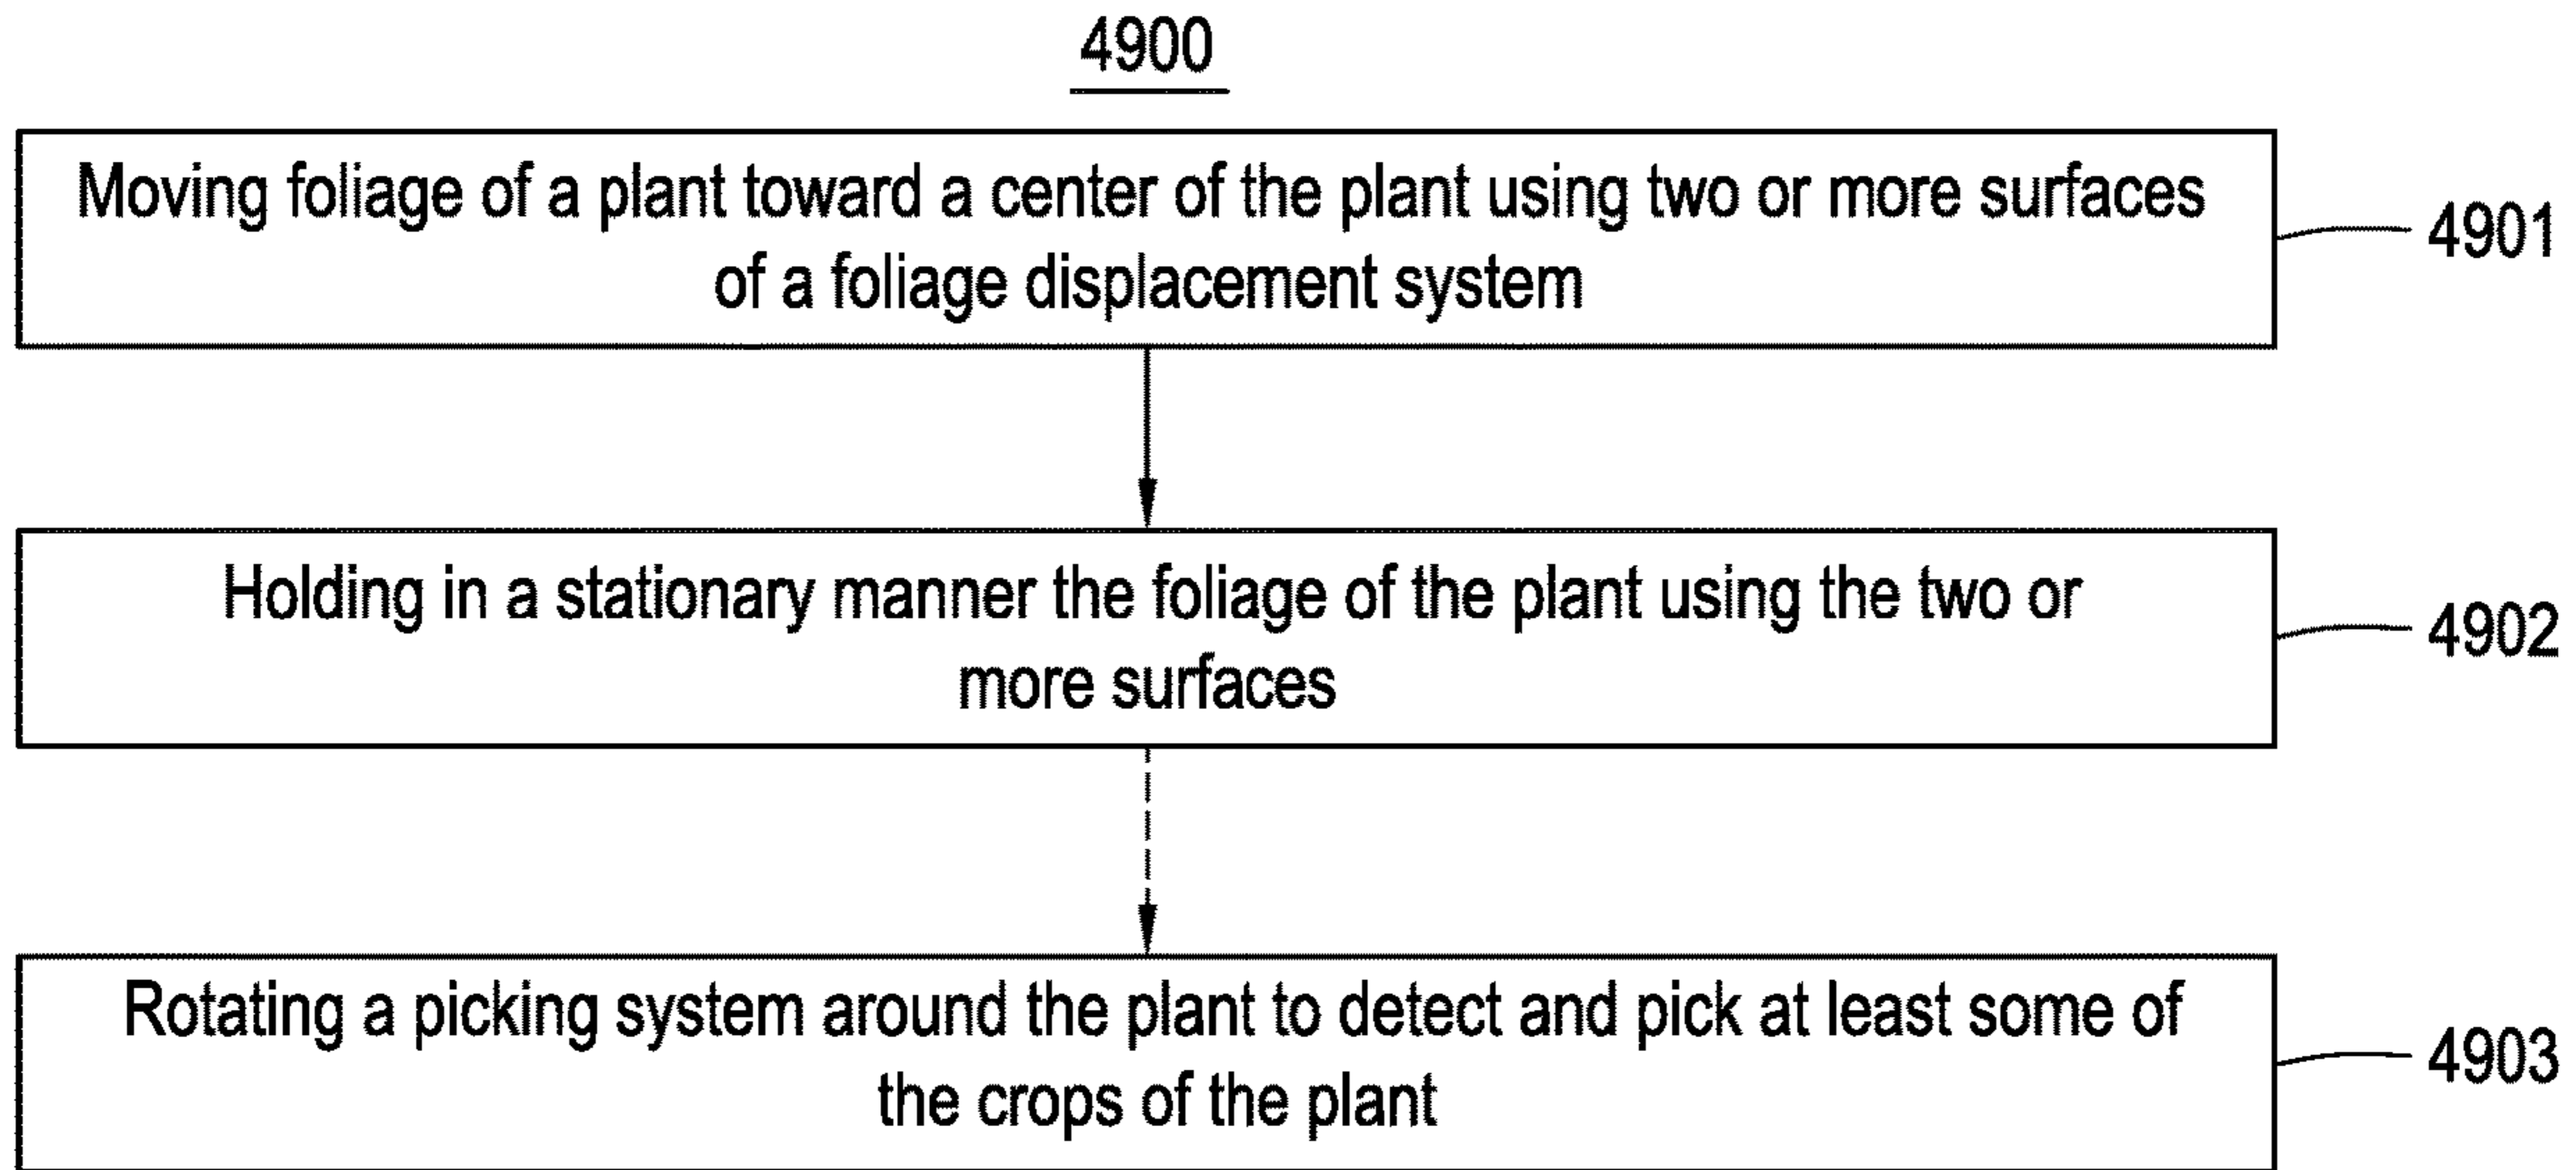 4900
Moving foliage of a plant toward a center of the plant using two or more surfaces
of a foliage displacement system
4901
Holding in a stationary manner the foliage of the plant using the two or
more surfaces
4902
Rotating a picking system around the plant to detect and pick at least some of
the crops of the plant
4903